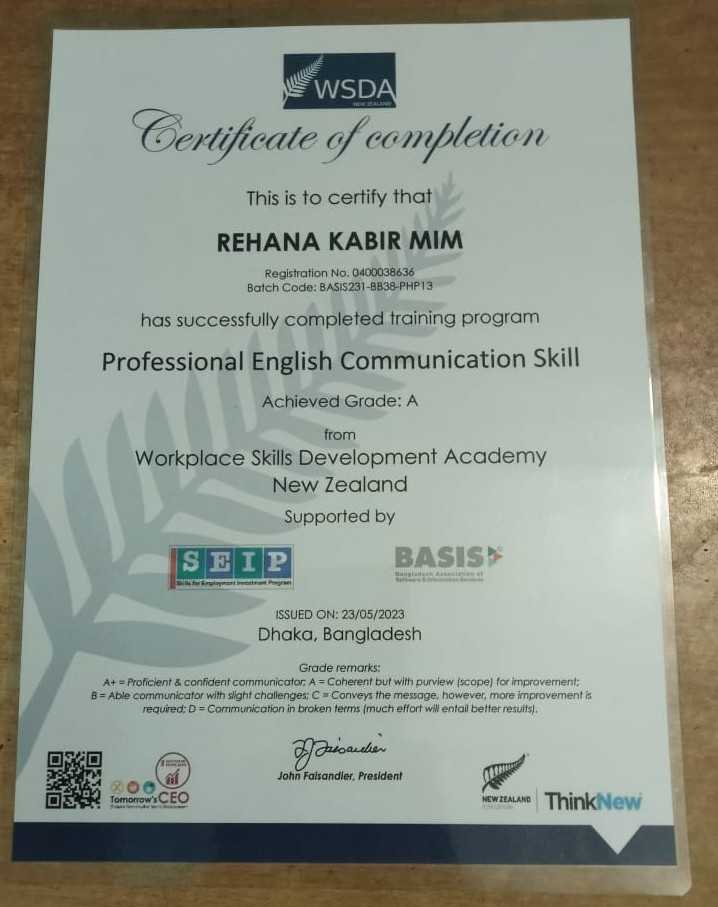 WSDA
NEW ZEALAND
Certificate of completion
This is to certify that
REHANA KABIR MIM
Registration No. 0400038636
Batch Code: BASIS231-BB38-PHP13
has successfully completed training program
Professional English Communication Skill
Achieved Grade: A
from
Workplace Skills Development Academy
New Zealand
Supported by
SEIP
Skills for Employment Investment Program
BASIS
Bangladesh Association of
Software & Information Services
ISSUED ON: 23/05/2023
Dhaka, Bangladesh
Grade remarks:
A+ = Proficient & confident communicator; A = Coherent but with purview (scope) for improvement;
B = Able communicator with slight challenges; C = Conveys the message, however, more improvement is
required; D = Communication in broken terms (much effort will entail better results).
John Faisandier, President
Tomorrow's CEO
NEW ZEALAND
EDUCATION
ThinkNew